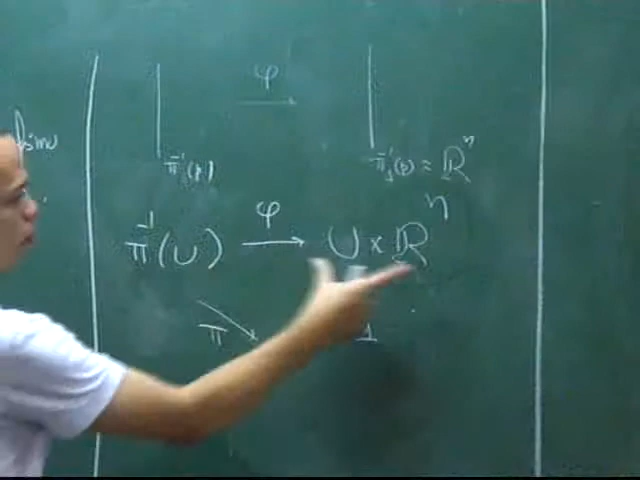 φ
π⁻¹(p)
π⁻¹(p) ≈ ℝⁿ
π⁻¹(U) φ→ U × ℝⁿ
π